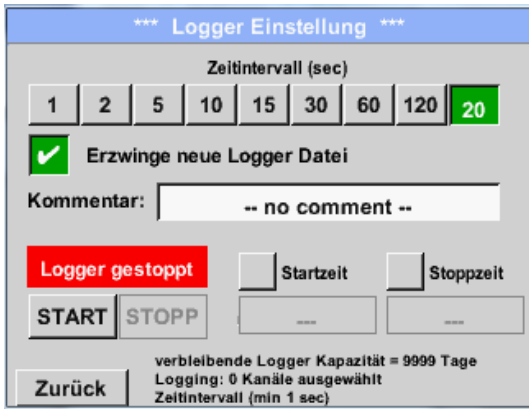 *** Logger Einstellung ***
Zeitintervall (sec)
1 2 5 10 15 30 60 120 20
Erzwinge neue Logger Datei
Kommentar: -- no comment --
Logger gestoppt Startzeit Stoppzeit
START STOPP --- ---
verbleibende Logger Kapazität = 9999 Tage
Logging: 0 Kanäle ausgewählt
Zurück Zeitintervall (min 1 sec)